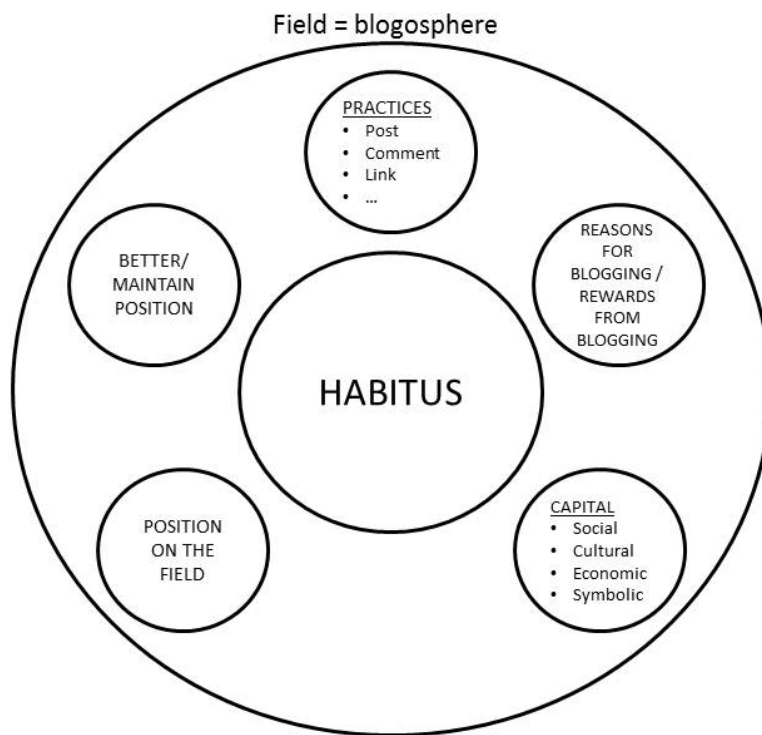 Field = blogosphere
PRACTICES
• Post
• Comment
• Link
• ...
BETTER/
MAINTAIN
POSITION
REASONS
FOR
BLOGGING /
REWARDS
FROM
BLOGGING
HABITUS
POSITION
ON THE
FIELD
CAPITAL
• Social
• Cultural
• Economic
• Symbolic